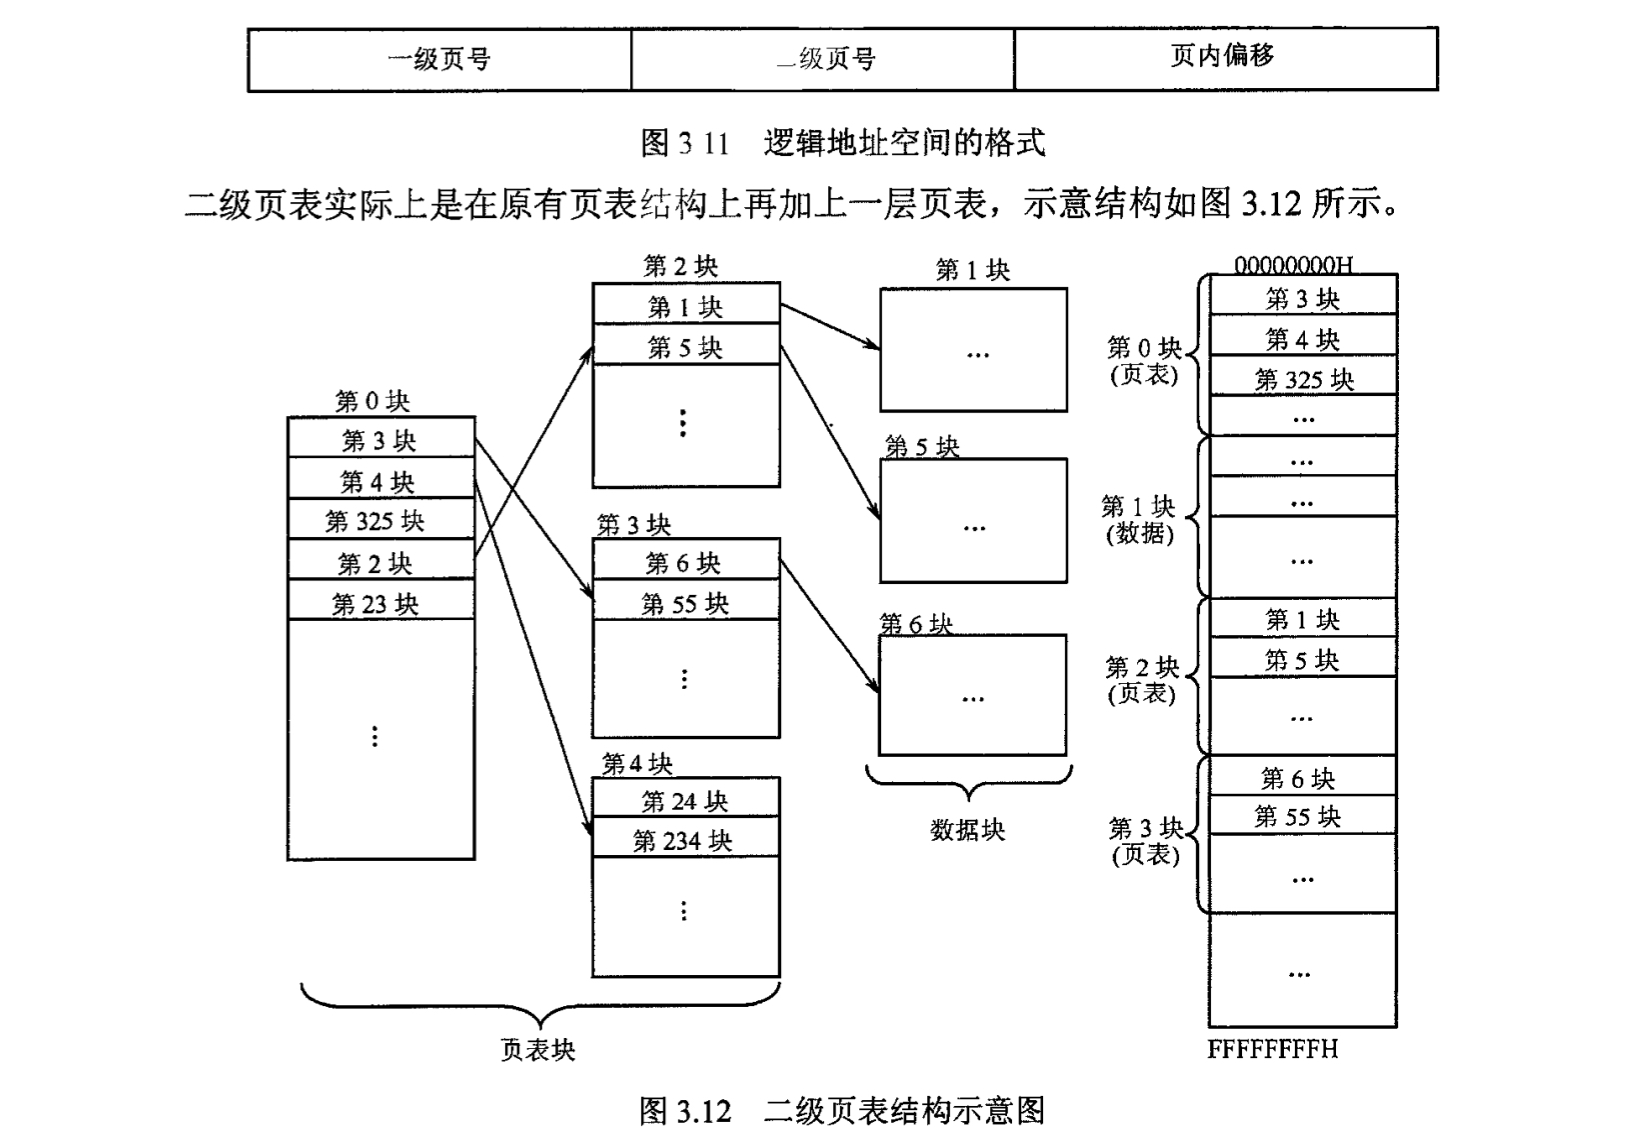 一级页号
二级页号
页内偏移
图 3 11 逻辑地址空间的格式
二级页表实际上是在原有页表结构上再加上一层页表，示意结构如图 3.12 所示。
第 0 块
第 3 块
第 4 块
第 325 块
第 2 块
第 23 块
⋮
第 2 块
第 1 块
第 5 块
⋮
第 3 块
第 6 块
第 55 块
⋮
第 4 块
第 24 块
第 234 块
⋮
页表块
第 1 块
…
第 5 块
…
第 6 块
…
数据块
00000000H
第 0 块
(页表)
第 3 块
第 4 块
第 325 块
…
第 1 块
(数据)
…
…
…
第 2 块
(页表)
第 1 块
第 5 块
…
第 3 块
(页表)
第 6 块
第 55 块
…
…
FFFFFFFFH
图 3.12 二级页表结构示意图